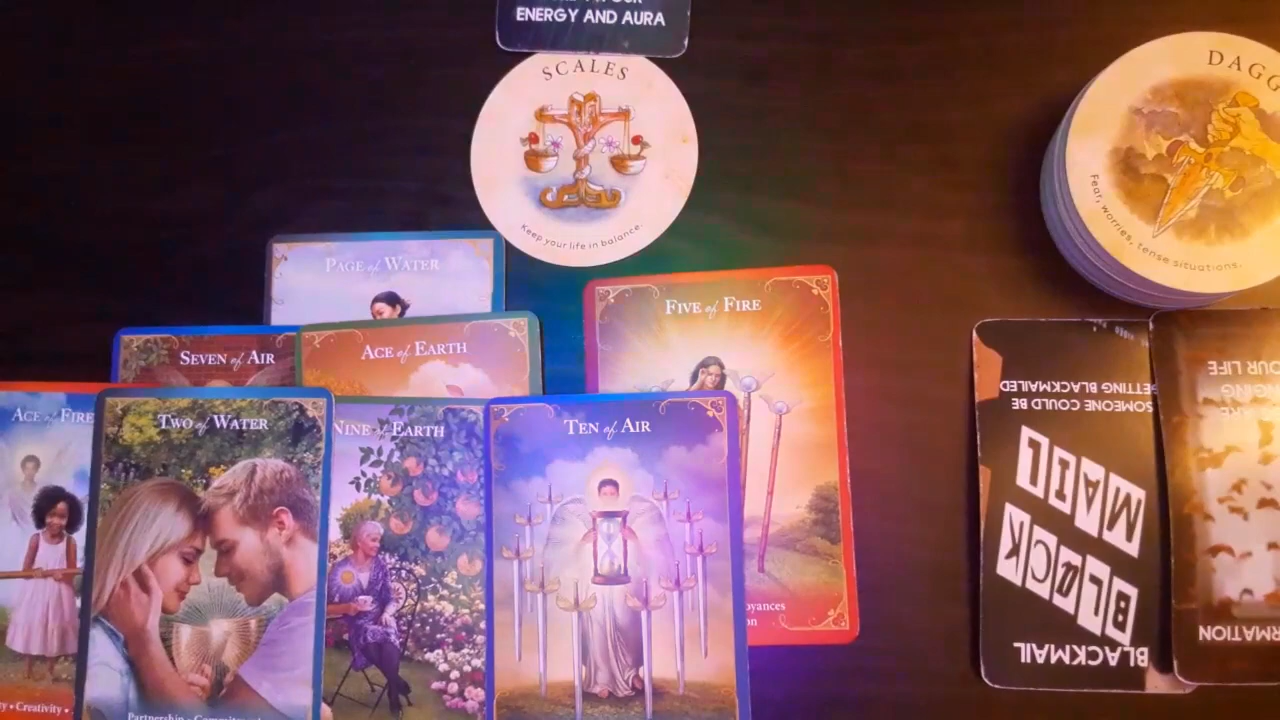 ENERGY AND AURA
SCALES
Keep your life in balance.
DAGG
Fear, worries, tense situations.
PAGE of WATER
SEVEN of AIR
ACE of EARTH
FIVE of FIRE
ACE of FIRE
TWO of WATER
NINE of EARTH
TEN of AIR
Creativity •
Partnership •
SOMEONE COULD BE
GETTING BLACKMAILED
BLACK
MAIL
BLACKMAIL
OUR LIFE